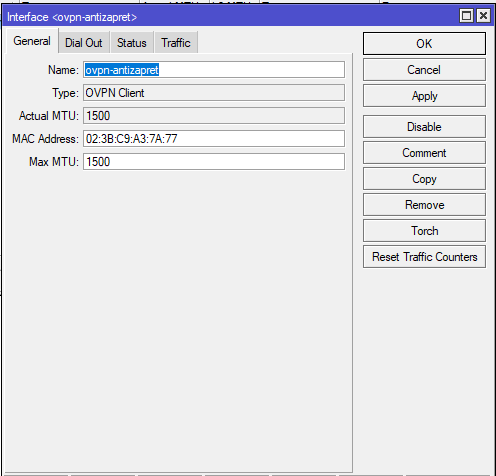 Interface <ovpn-antizapret>
General Dial Out Status Traffic
Name: ovpn-antizapret
Type: OVPN Client
Actual MTU: 1500
MAC Address: 02:3B:C9:A3:7A:77
Max MTU: 1500
OK
Cancel
Apply
Disable
Comment
Copy
Remove
Torch
Reset Traffic Counters